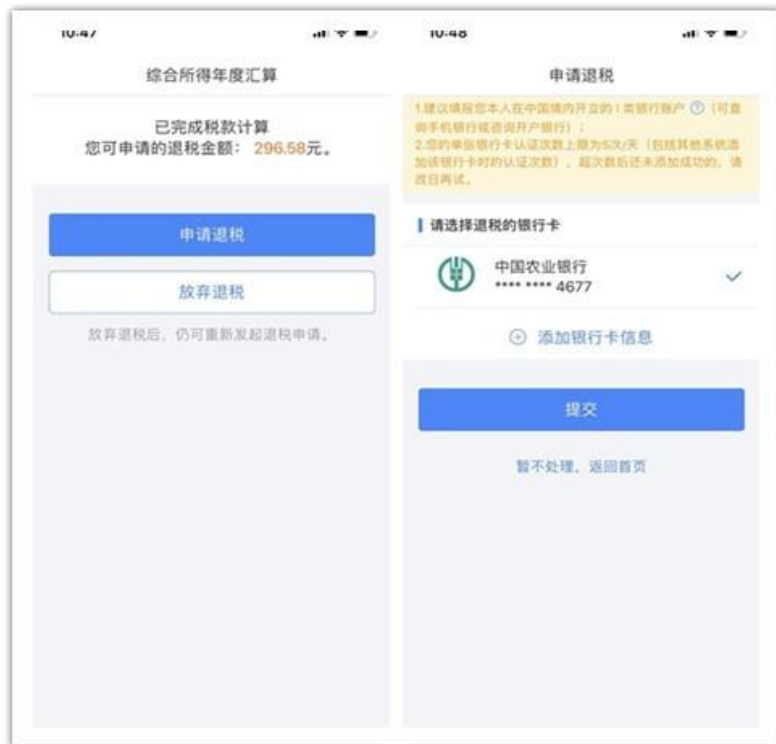 10:47
综合所得年度汇算
已完成税款计算
您可申请的退税金额： 296.58元。
申请退税
放弃退税
放弃退税后，仍可重新发起退税申请。
10:48
申请退税
1.建议填报您本人在中国境内开立的Ⅰ类银行账户 ?（可查
询手机银行或咨询开户银行）；
2.您的单张银行卡认证次数上限为5次/天（包括其他系统添
加该银行卡时的认证次数），超次数后还未添加成功的，请
改日再试。
请选择退税的银行卡
中国农业银行
**** **** 4677
添加银行卡信息
提交
暂不处理，返回首页